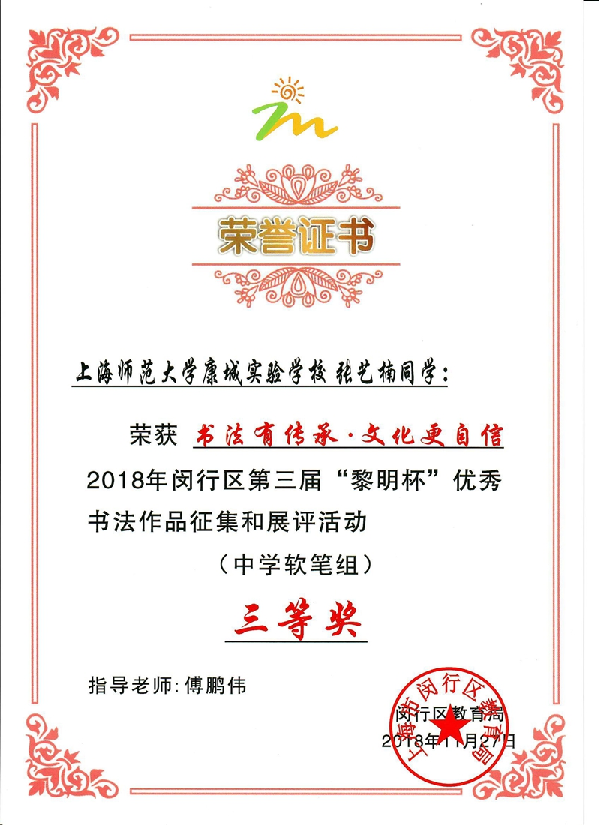 荣誉证书
上海师范大学康城实验学校 张艺楠同学:
荣获 书法有传承·文化更自信
2018年闵行区第三届“黎明杯”优秀
书法作品征集和展评活动
（中学软笔组）
三等奖
指导老师:傅鹏伟
闵行区教育局
2018年11月27日
上海市闵行区教育局